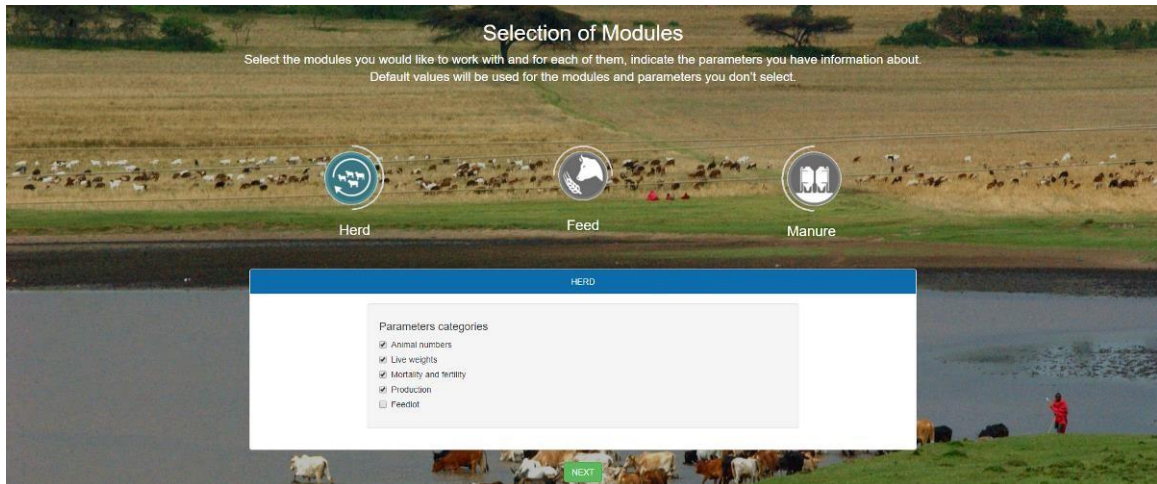 Selection of Modules
Select the modules you would like to work with and for each of them, indicate the parameters you have information about.
Default values will be used for the modules and parameters you don't select.
Herd
Feed
Manure
HERD
Parameters categories
Animal numbers
Live weights
Mortality and fertility
Production
Feedlot
NEXT